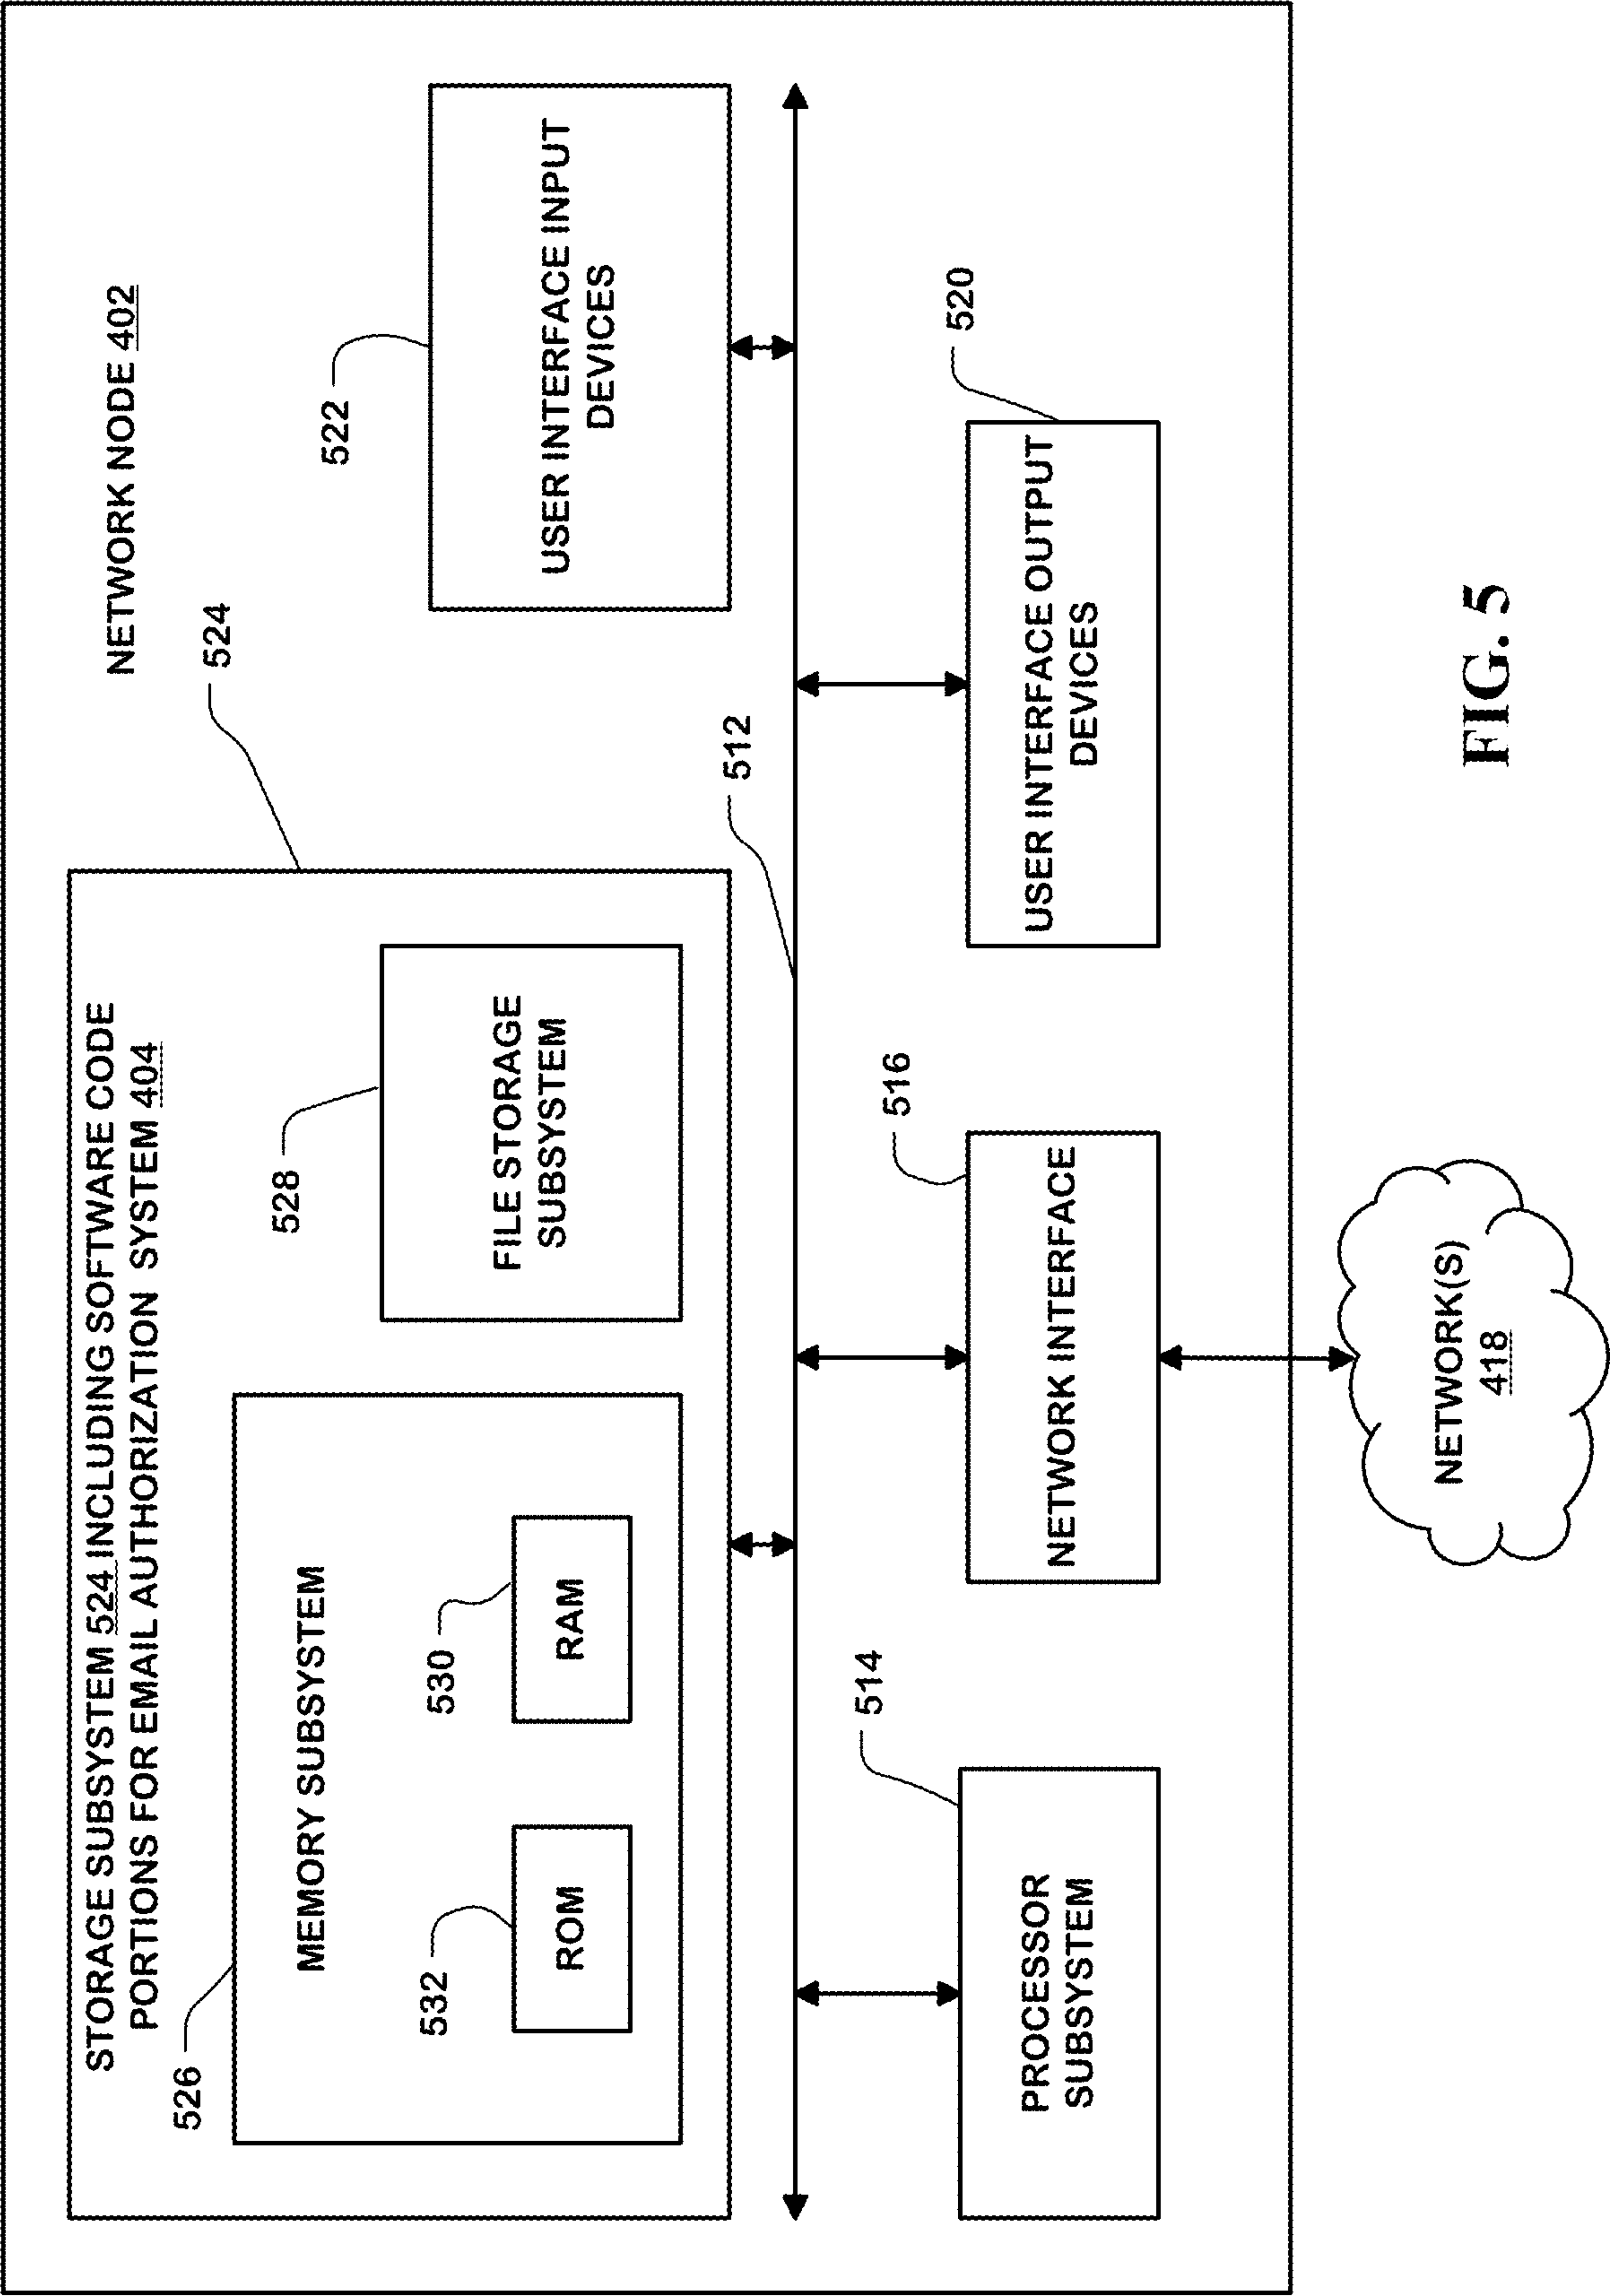 NETWORK NODE 402
STORAGE SUBSYSTEM 524 INCLUDING SOFTWARE CODE
PORTIONS FOR EMAIL AUTHORIZATION SYSTEM 404
524
526
MEMORY SUBSYSTEM
532
ROM
530
RAM
528
FILE STORAGE
SUBSYSTEM
522
USER INTERFACE INPUT
DEVICES
512
514
PROCESSOR
SUBSYSTEM
516
NETWORK INTERFACE
520
USER INTERFACE OUTPUT
DEVICES
NETWORK(S)
418
FIG. 5